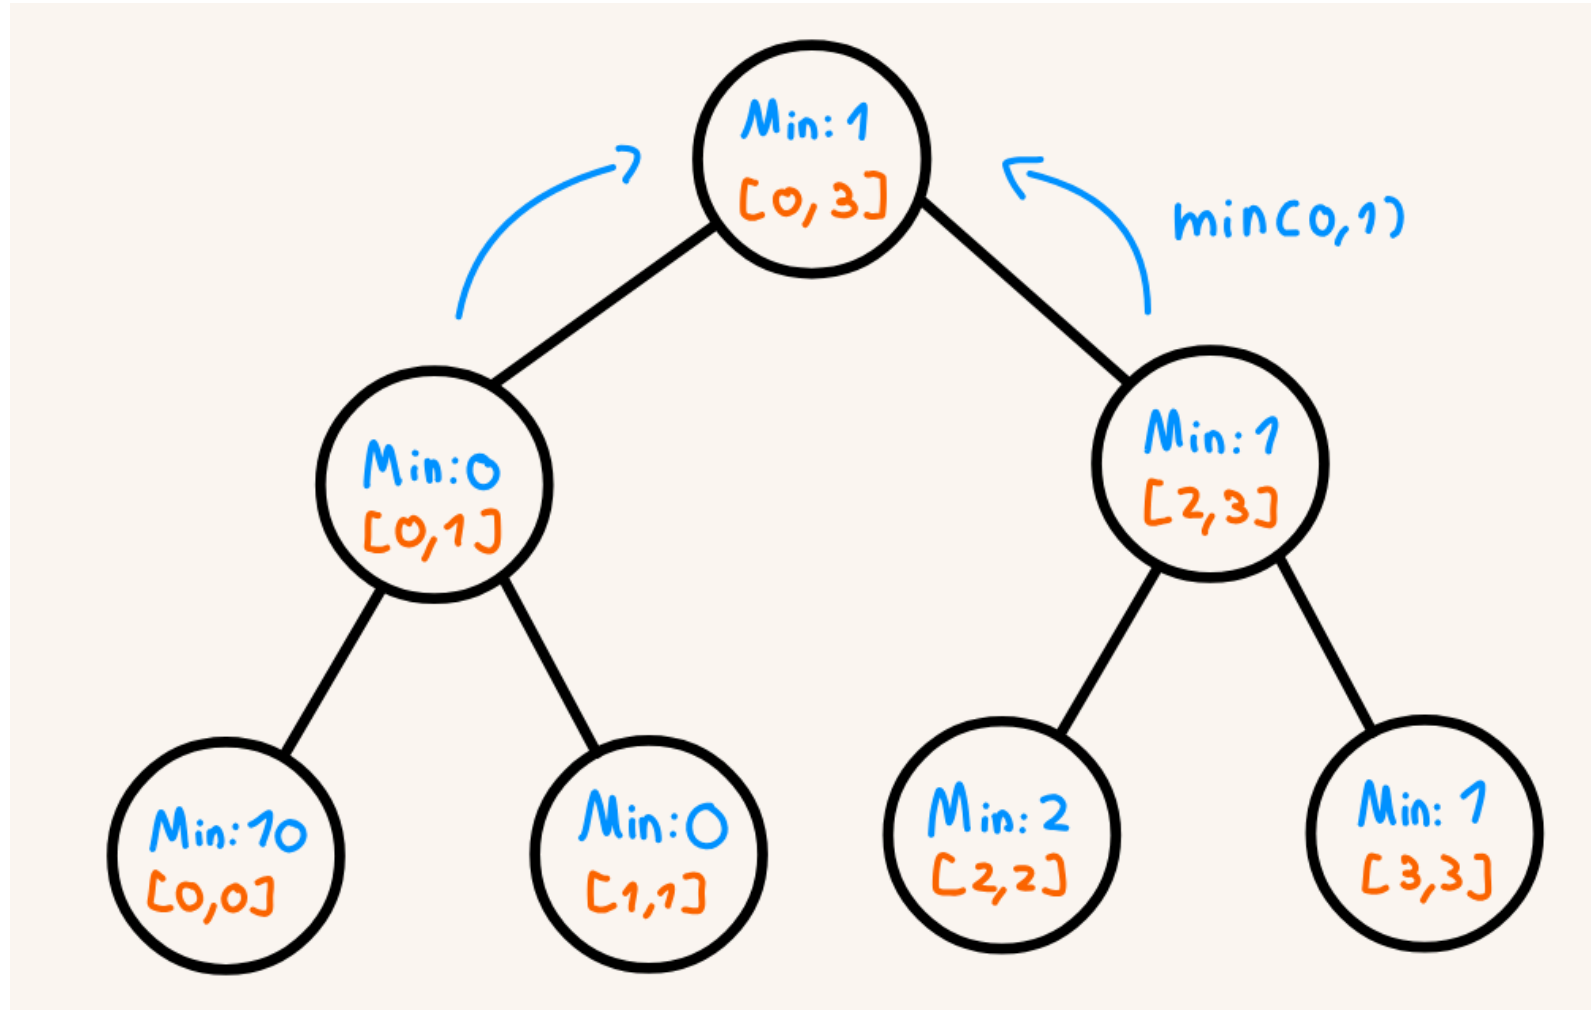 Min: 1
[0,3]
min(0,1)
Min:0
[0,1]
Min: 1
[2,3]
Min:10
[0,0]
Min:0
[1,1]
Min: 2
[2,2]
Min: 1
[3,3]